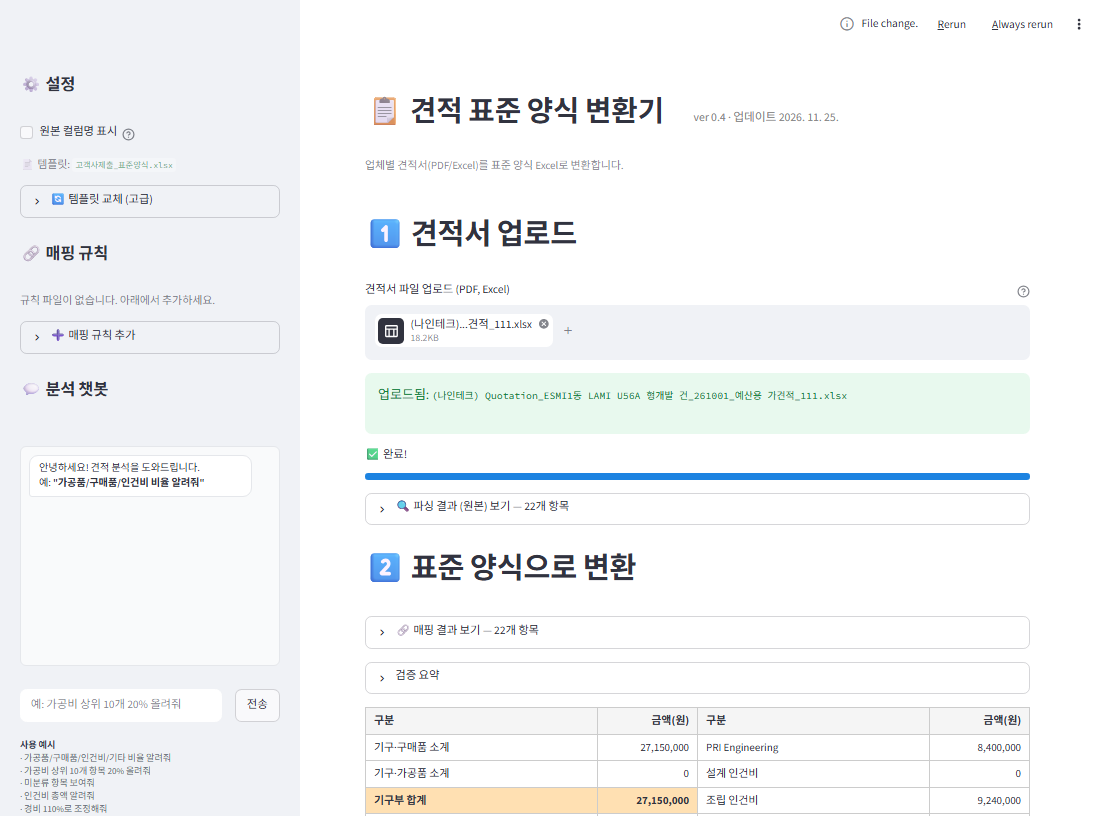 File change.
Rerun
Always rerun
설정
원본 컬럼명 표시
템플릿: 고객사제출_표준양식.xlsx
템플릿 교체 (고급)
매핑 규칙
규칙 파일이 없습니다. 아래에서 추가하세요.
매핑 규칙 추가
분석 챗봇
안녕하세요! 견적 분석을 도와드립니다.
예: "가공품/구매품/인건비 비율 알려줘"
예: 가공비 상위 10개 20% 올려줘
전송
사용 예시
· 가공품/구매품/인건비/기타 비율 알려줘
· 가공비 상위 10개 항목 20% 올려줘
· 미분류 항목 보여줘
· 인건비 총액 알려줘
· 경비 110%로 조정해줘
견적 표준 양식 변환기
ver 0.4 · 업데이트 2026. 11. 25.
업체별 견적서(PDF/Excel)를 표준 양식 Excel로 변환합니다.
1 견적서 업로드
견적서 파일 업로드 (PDF, Excel)
(나인테크)...견적_111.xlsx
18.2KB
업로드됨: (나인테크) Quotation_ESMI1동 LAMI U56A 형개발 건_261001_예산용 가견적_111.xlsx
완료!
파싱 결과 (원본) 보기 — 22개 항목
2 표준 양식으로 변환
매핑 결과 보기 — 22개 항목
검증 요약
구분 금액(원) 구분 금액(원)
기구·구매품 소계 27,150,000 PRI Engineering 8,400,000
기구·가공품 소계 0 설계 인건비 0
기구부 합계 27,150,000 조립 인건비 9,240,000